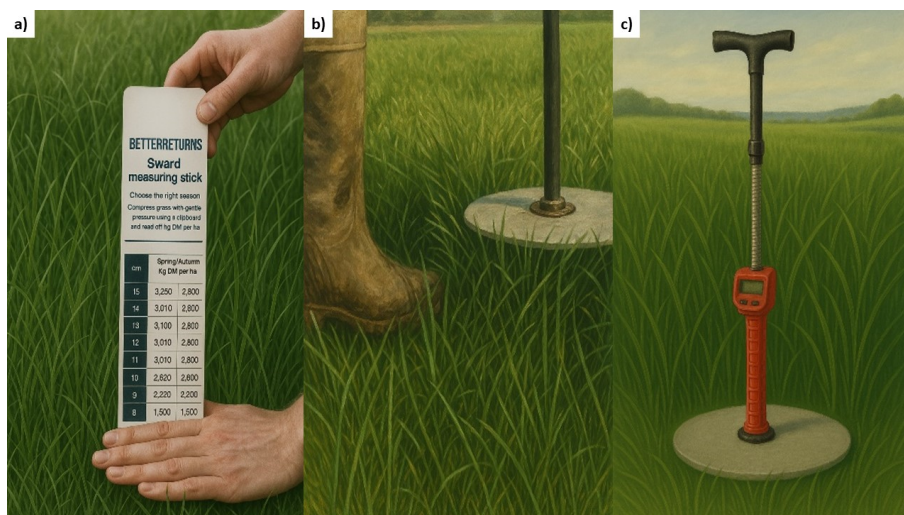 a)
BETTERRETURNS
Sward
measuring stick
Choose the right season
Compress grass with gentle
pressure using a clipboard
and read off hg DM per ha
cm Spring/Autumn
Kg DM per ha
15 3,250 2,800
14 3,010 2,800
13 3,100 2,800
12 3,010 2,800
11 3,010 2,800
10 2,620 2,600
9 2,220 2,200
8 1,500 1,500
b)
c)